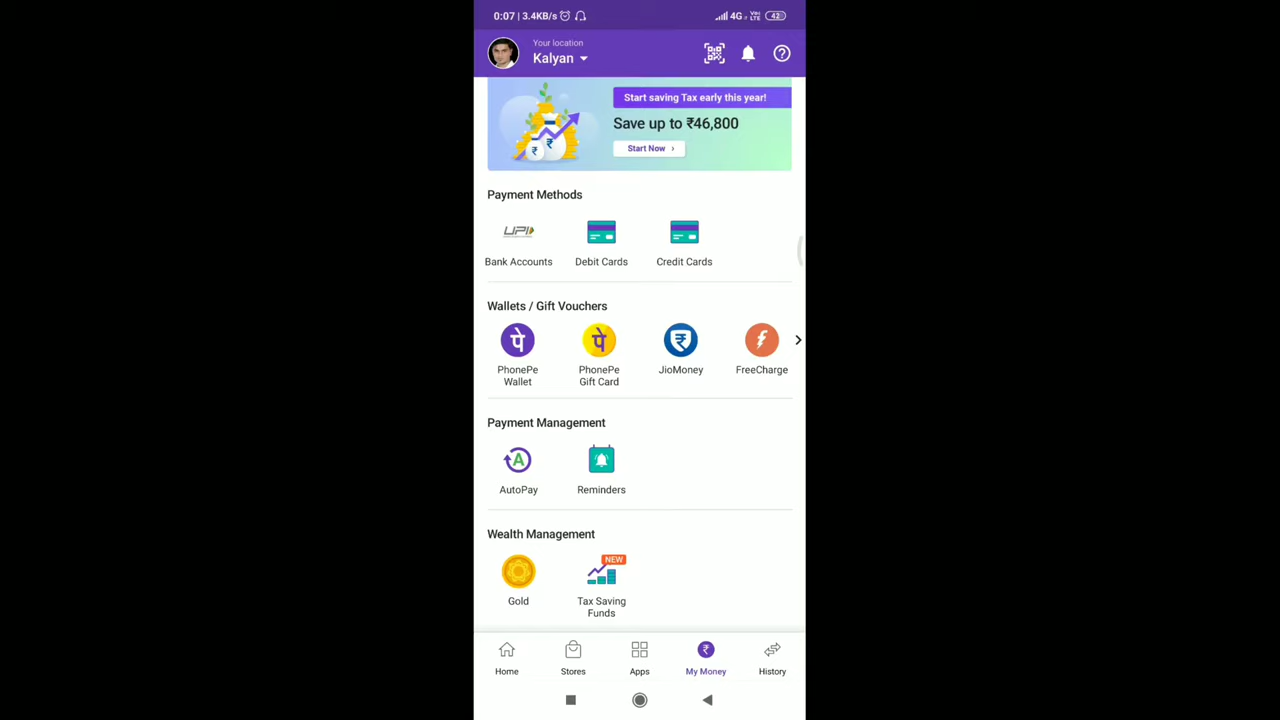 0:07 | 3.4KB/s
4G
Vo) LTE
42
Your location
Kalyan
Start saving Tax early this year!
Save up to ₹46,800
Start Now ›
₹ ₹
Payment Methods
UPI
Bank Accounts Debit Cards Credit Cards
Wallets / Gift Vouchers
पे पे ₹
PhonePe Wallet
PhonePe Gift Card
JioMoney
FreeCharge
Payment Management
A
AutoPay Reminders
Wealth Management
NEW
Gold
Tax Saving
Funds
₹
Home Stores Apps My Money History